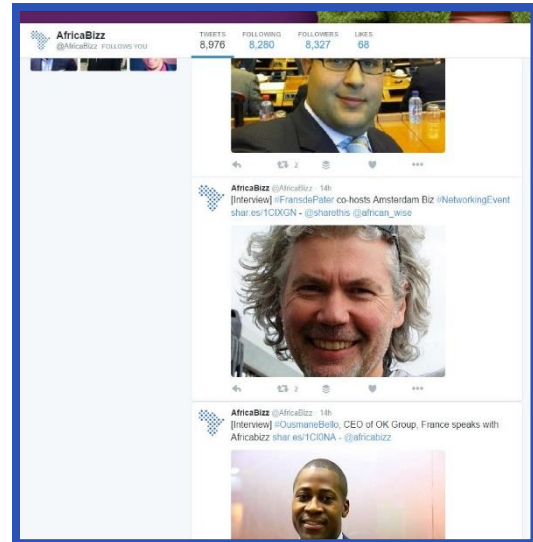 AfricaBizz
@AfricaBizz FOLLOWS YOU
TWEETS
8,976
FOLLOWING
8,280
FOLLOWERS
8,327
LIKES
68
2
AfricaBizz @AfricaBizz · 14h
[Interview] #FransdePater co-hosts Amsterdam Biz #NetworkingEvent
shar.es/1CIXGN - @sharethis @african_wise
2
AfricaBizz @AfricaBizz · 14h
[Interview] #OusmaneBello, CEO of OK Group, France speaks with
Africabizz shar.es/1CI0NA - @africabizz